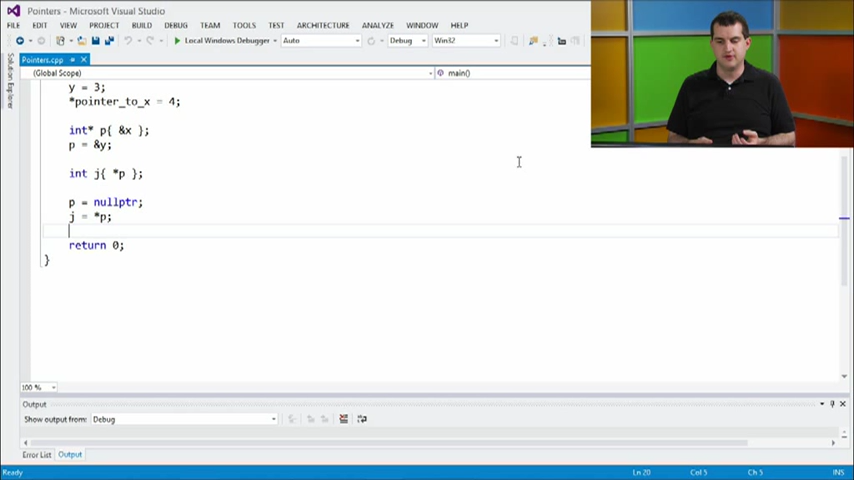 Pointers - Microsoft Visual Studio
FILE EDIT VIEW PROJECT BUILD DEBUG TEAM TOOLS TEST ARCHITECTURE ANALYZE WINDOW HELP
Local Windows Debugger Auto Debug Win32
Solution Explorer
Pointers.cpp
(Global Scope) main()
y = 3;
*pointer_to_x = 4;
int* p{ &x };
p = &y;
int j{ *p };
p = nullptr;
j = *p;
return 0;
}
100 %
Output
Show output from: Debug
Error List Output
Ready Ln 20 Col 5 Ch 5 INS